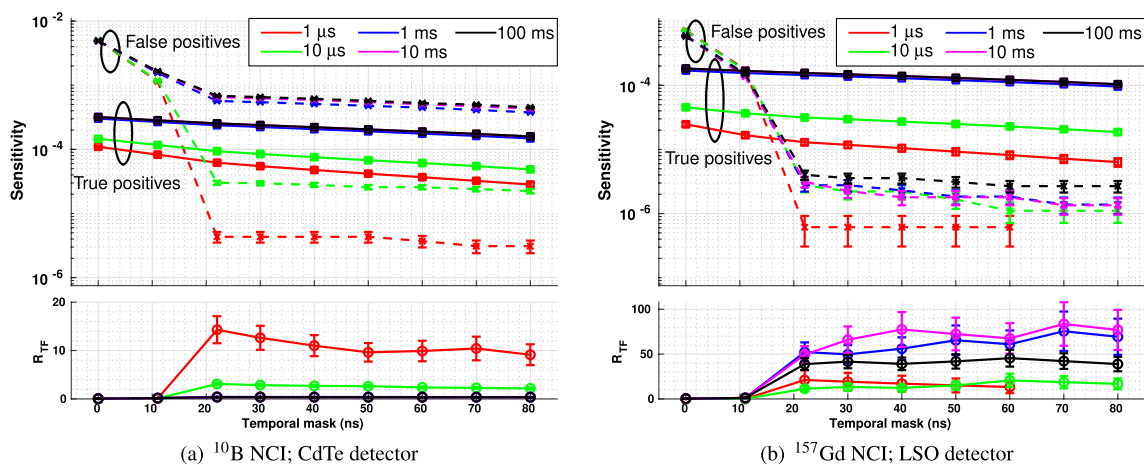 1 μs 1 ms 100 ms
10 μs 10 ms
False positives
True positives
Sensitivity
10⁻²
10⁻⁴
10⁻⁶
R_TF
20
10
0
0 10 20 30 40 50 60 70 80
Temporal mask (ns)
(a) ¹⁰B NCI; CdTe detector
1 μs 1 ms 100 ms
10 μs 10 ms
False positives
True positives
Sensitivity
10⁻⁴
10⁻⁶
R_TF
100
50
0
0 10 20 30 40 50 60 70 80
Temporal mask (ns)
(b) ¹⁵⁷Gd NCI; LSO detector